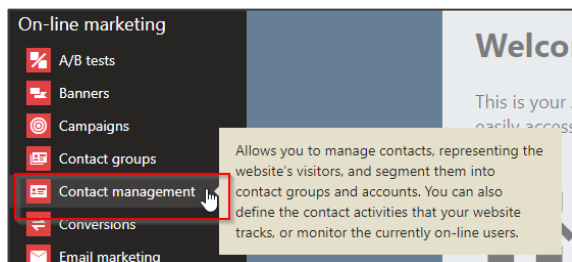 On-line marketing
A/B tests
Banners
Campaigns
Contact groups
Contact management
Conversions
Email marketing
Allows you to manage contacts, representing the
website's visitors, and segment them into
contact groups and accounts. You can also
define the contact activities that your website
tracks, or monitor the currently on-line users.
Welco
This is your
easily access